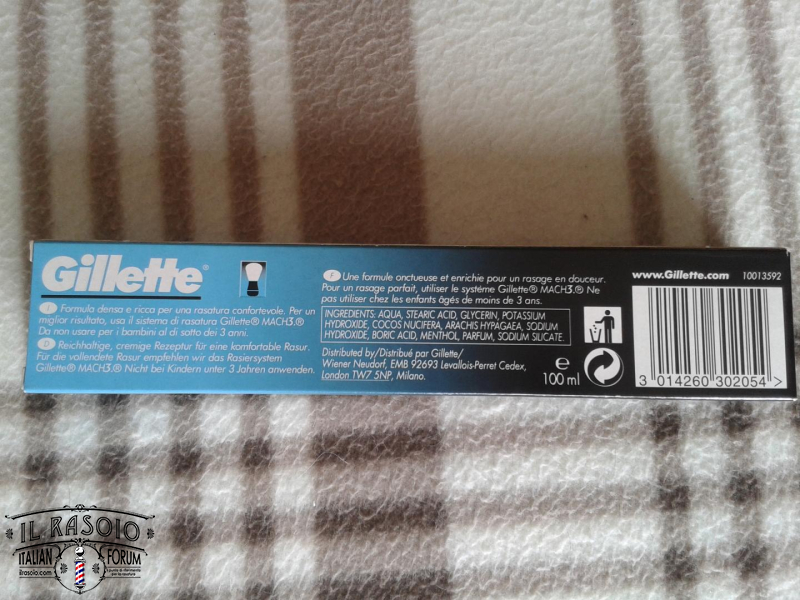 Gillette®
I Formula densa e ricca per una rasatura confortevole. Per un
miglior risultato, usa il sistema di rasatura Gillette® MACH3.®
Da non usare per i bambini al di sotto dei 3 anni.
D Reichhaltige, cremige Rezeptur für eine komfortable Rasur.
Für die vollendete Rasur empfehlen wir das Rasiersystem
Gillette® MACH3.® Nicht bei Kindern unter 3 Jahren anwenden.
F Une formule onctueuse et enrichie pour un rasage en douceur.
Pour un rasage parfait, utiliser le système Gillette® MACH3.® Ne
pas utiliser chez les enfants âgés de moins de 3 ans.
INGREDIENTS: AQUA, STEARIC ACID, GLYCERIN, POTASSIUM
HYDROXIDE, COCOS NUCIFERA, ARACHIS HYPAGAEA, SODIUM
HYDROXIDE, BORIC ACID, MENTHOL, PARFUM, SODIUM SILICATE.
Distributed by/Distribué par Gillette/
Wiener Neudorf, EMB 92693 Levallois-Perret Cedex,
London TW7 5NP, Milano.
e
100 ml
www.Gillette.com 10013592
3 014260 302054 >
IL RASOIO
ITALIAN FORUM
ilrasoio.com